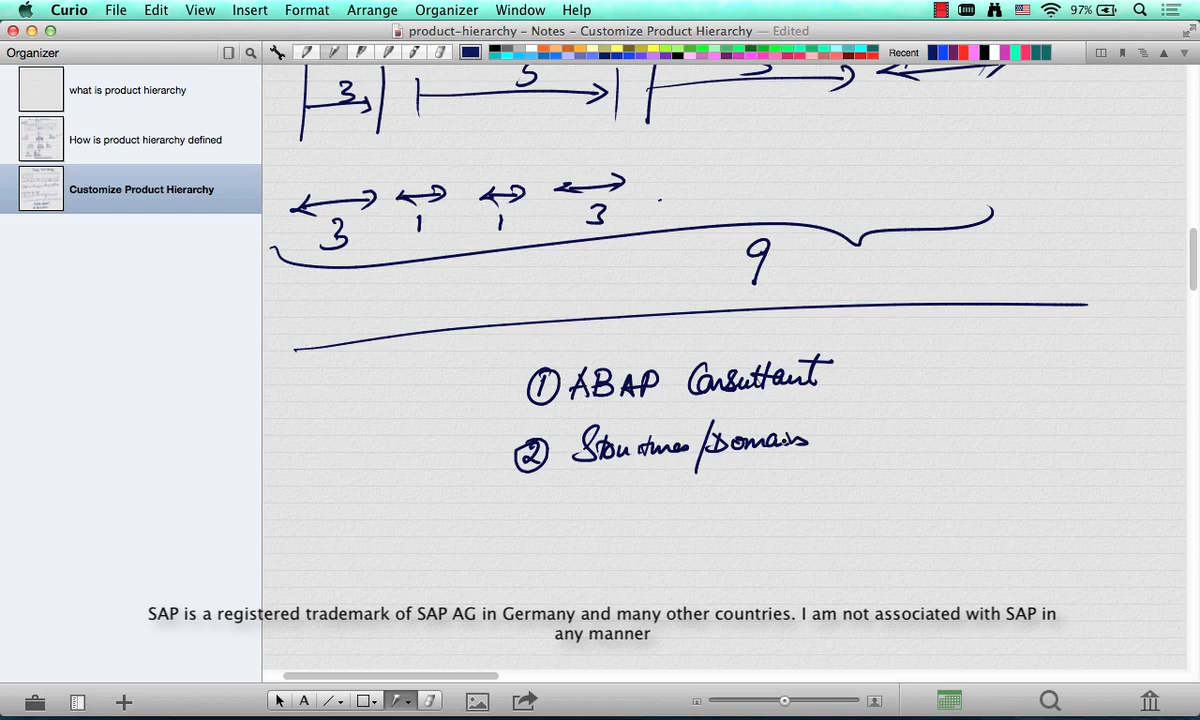 Curio File Edit View Insert Format Arrange Organizer Window Help 97%
product-hierarchy – Notes – Customize Product Hierarchy — Edited
Organizer
Recent
what is product hierarchy
How is product hierarchy defined
Customize Product Hierarchy
3 5
3 1 1 3
9
① ABAP Consultant
② Structures/Domains
SAP is a registered trademark of SAP AG in Germany and many other countries. I am not associated with SAP in
any manner
A